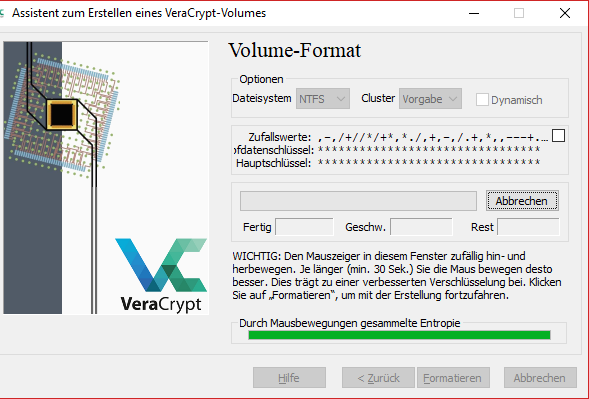 Assistent zum Erstellen eines VeraCrypt-Volumes
Volume-Format
Optionen
Dateisystem NTFS Cluster Vorgabe Dynamisch
Zufallswerte: ,-,/+//*/+*,*./,+,-,/.+,*,,---+...
ofdatenschlüssel: ********************************
Hauptschlüssel: ********************************
Abbrechen
Fertig Geschw. Rest
WICHTIG: Den Mauszeiger in diesem Fenster zufällig hin- und
herbewegen. Je länger (min. 30 Sek.) Sie die Maus bewegen desto
besser. Dies trägt zu einer verbesserten Verschlüsselung bei. Klicken
Sie auf „Formatieren“, um mit der Erstellung fortzufahren.
Durch Mausbewegungen gesammelte Entropie
VeraCrypt
Hilfe < Zurück Formatieren Abbrechen